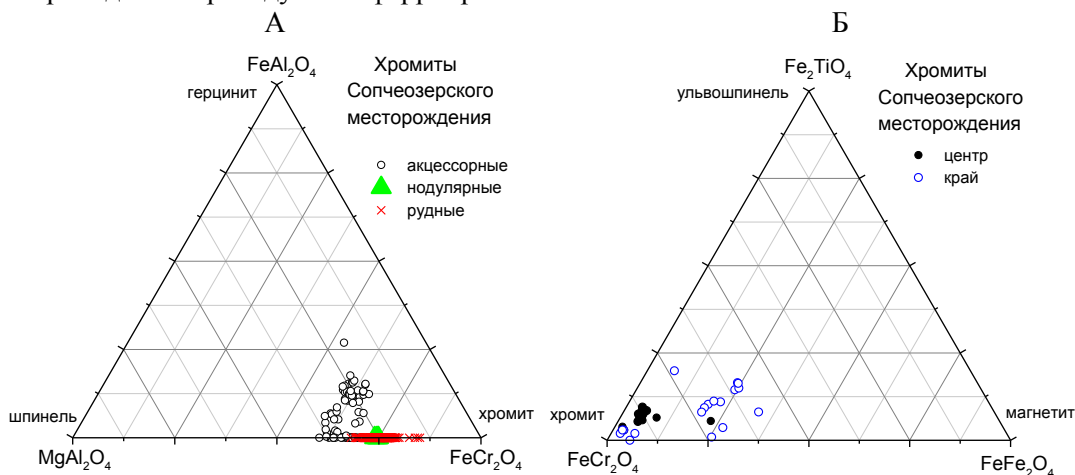 А
FeAl₂O₄
герцинит
Хромиты
Сопчеозерского
месторождения
акцессорные
нодулярные
рудные
шпинель
хромит
MgAl₂O₄
FeCr₂O₄
Б
Fe₂TiO₄
ульвошпинель
Хромиты
Сопчеозерского
месторождения
центр
край
хромит
магнетит
FeCr₂O₄
FeFe₂O₄